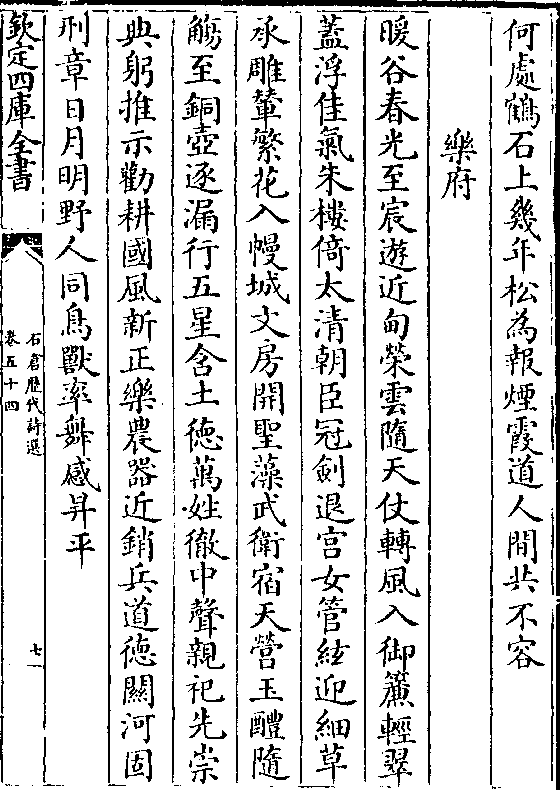 何處鶴石上幾年松為報煙霞道人間共不容
樂府
暖谷春光至宸遊近甸榮雲隨天仗轉風入御簾輕翠
蓋浮佳氣朱樓倚太清朝臣冠劍退宫女管絃迎細草
承雕輦繁花入幔城文房開聖藻武衛宿天營玉醴隨
觴至銅壺逐漏行五星含土德萬姓徹中聲親祀先崇
典躬推示勸耕國風新正樂農器近銷兵道德關河固
刑章日月明野人同鳥獸率舞感昇平
欽定四庫全書
石倉歷代詩選
卷五十四
七